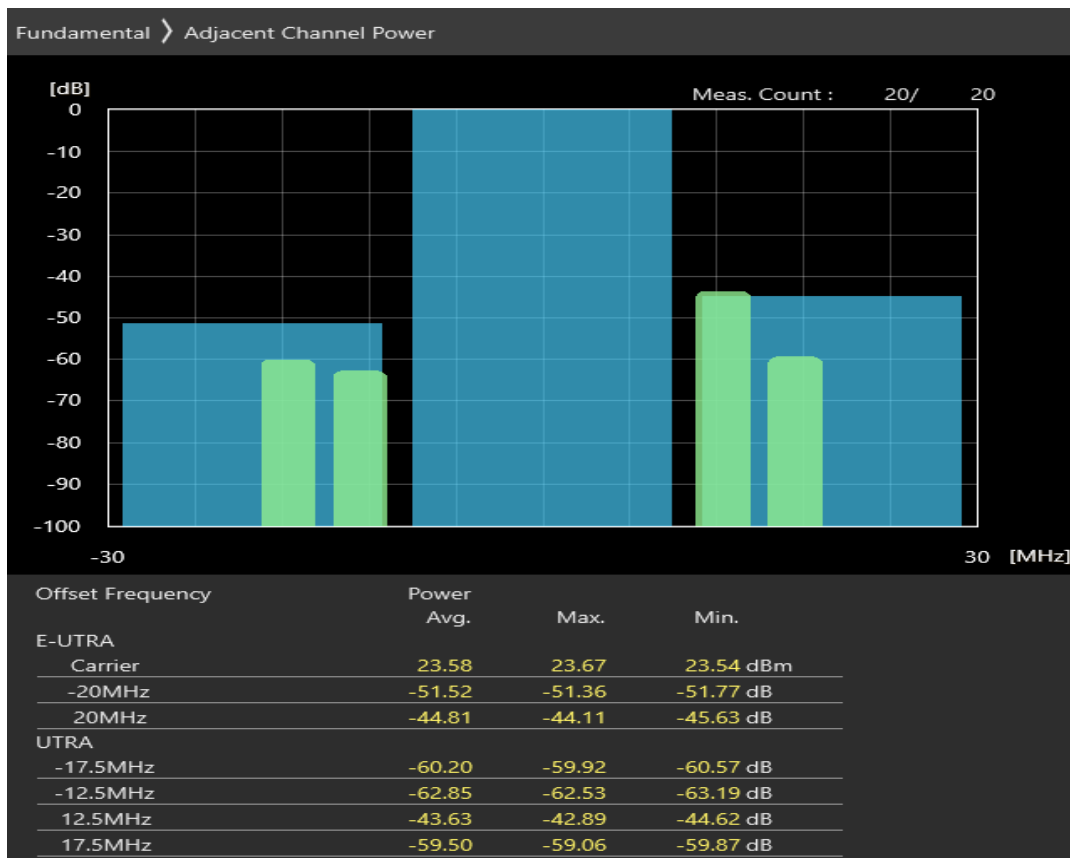 Fundamental 〉 Adjacent Channel Power
[dB]
Meas. Count : 20/ 20
0
-10
-20
-30
-40
-50
-60
-70
-80
-90
-100
-30 30 [MHz]
Offset Frequency Power
Avg. Max. Min.
E-UTRA
Carrier 23.58 23.67 23.54 dBm
-20MHz -51.52 -51.36 -51.77 dB
20MHz -44.81 -44.11 -45.63 dB
UTRA
-17.5MHz -60.20 -59.92 -60.57 dB
-12.5MHz -62.85 -62.53 -63.19 dB
12.5MHz -43.63 -42.89 -44.62 dB
17.5MHz -59.50 -59.06 -59.87 dB